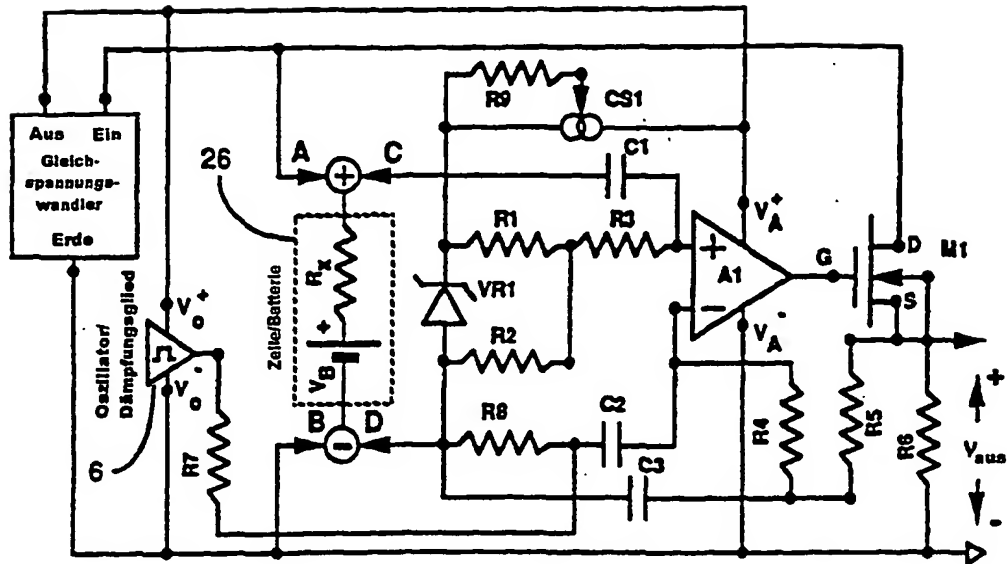 Aus Ein
Gleich-
spannungs-
wandler
Erde
26
A
C
+
R9
CS1
C1
R1
R3
+
A1
−
V_A^+
V_A^-
G
D
M1
S
VR1
R2
R_x
+
V_B
Zelle/Batterie
B
D
−
R8
C2
C3
R4
R5
R6
+
V_aus
-
V_o^+
V_o^-
Oszillator/
Dämpfungsglied
6
R7